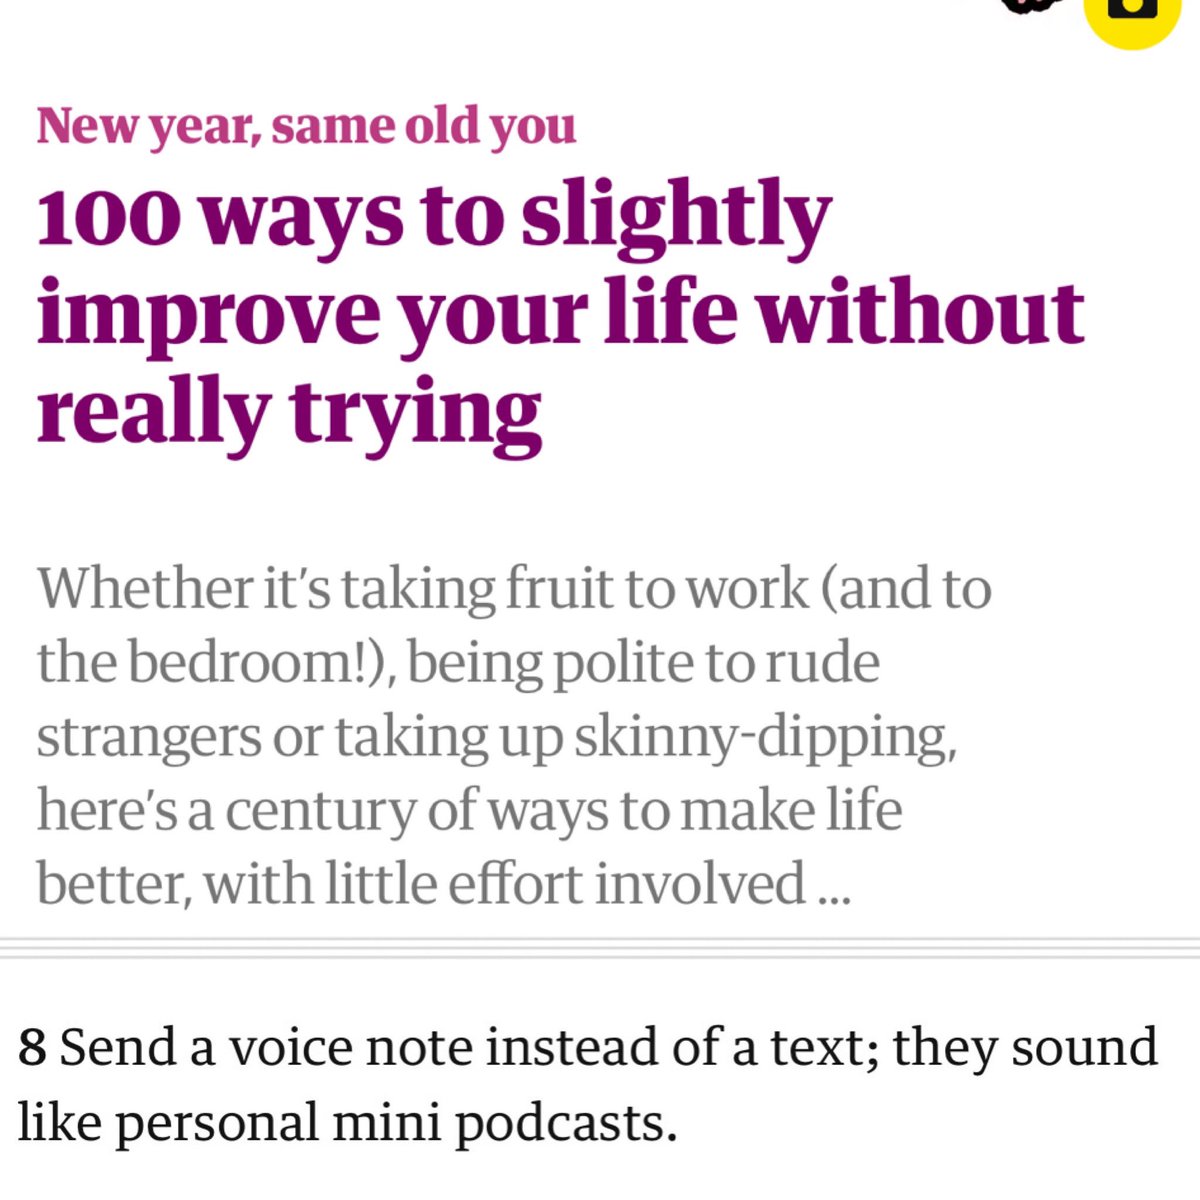 New year, same old you
100 ways to slightly
improve your life without
really trying
Whether it’s taking fruit to work (and to
the bedroom!), being polite to rude
strangers or taking up skinny-dipping,
here’s a century of ways to make life
better, with little effort involved ...
8 Send a voice note instead of a text; they sound
like personal mini podcasts.